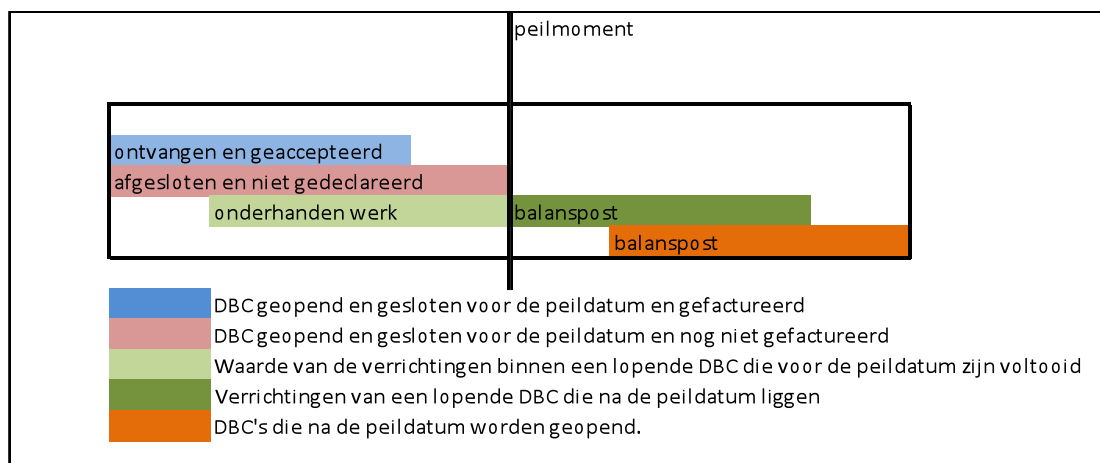 peilmoment
ontvangen en geaccepteerd
afgesloten en niet gedeclareerd
onderhanden werk
balanspost
balanspost
DBC geopend en gesloten voor de peildatum en gefactureerd
DBC geopend en gesloten voor de peildatum en nog niet gefactureerd
Waarde van de verrichtingen binnen een lopende DBC die voor de peildatum zijn voltooid
Verrichtingen van een lopende DBC die na de peildatum liggen
DBC's die na de peildatum worden geopend.